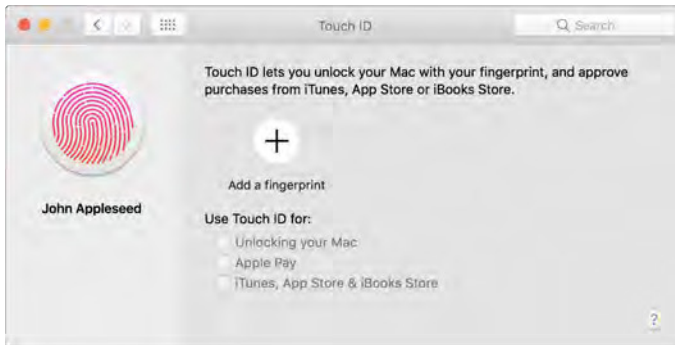 Touch ID
Search
Touch ID lets you unlock your Mac with your fingerprint, and approve
purchases from iTunes, App Store or iBooks Store.
Add a fingerprint
John Appleseed
Use Touch ID for:
Unlocking your Mac
Apple Pay
iTunes, App Store & iBooks Store
?